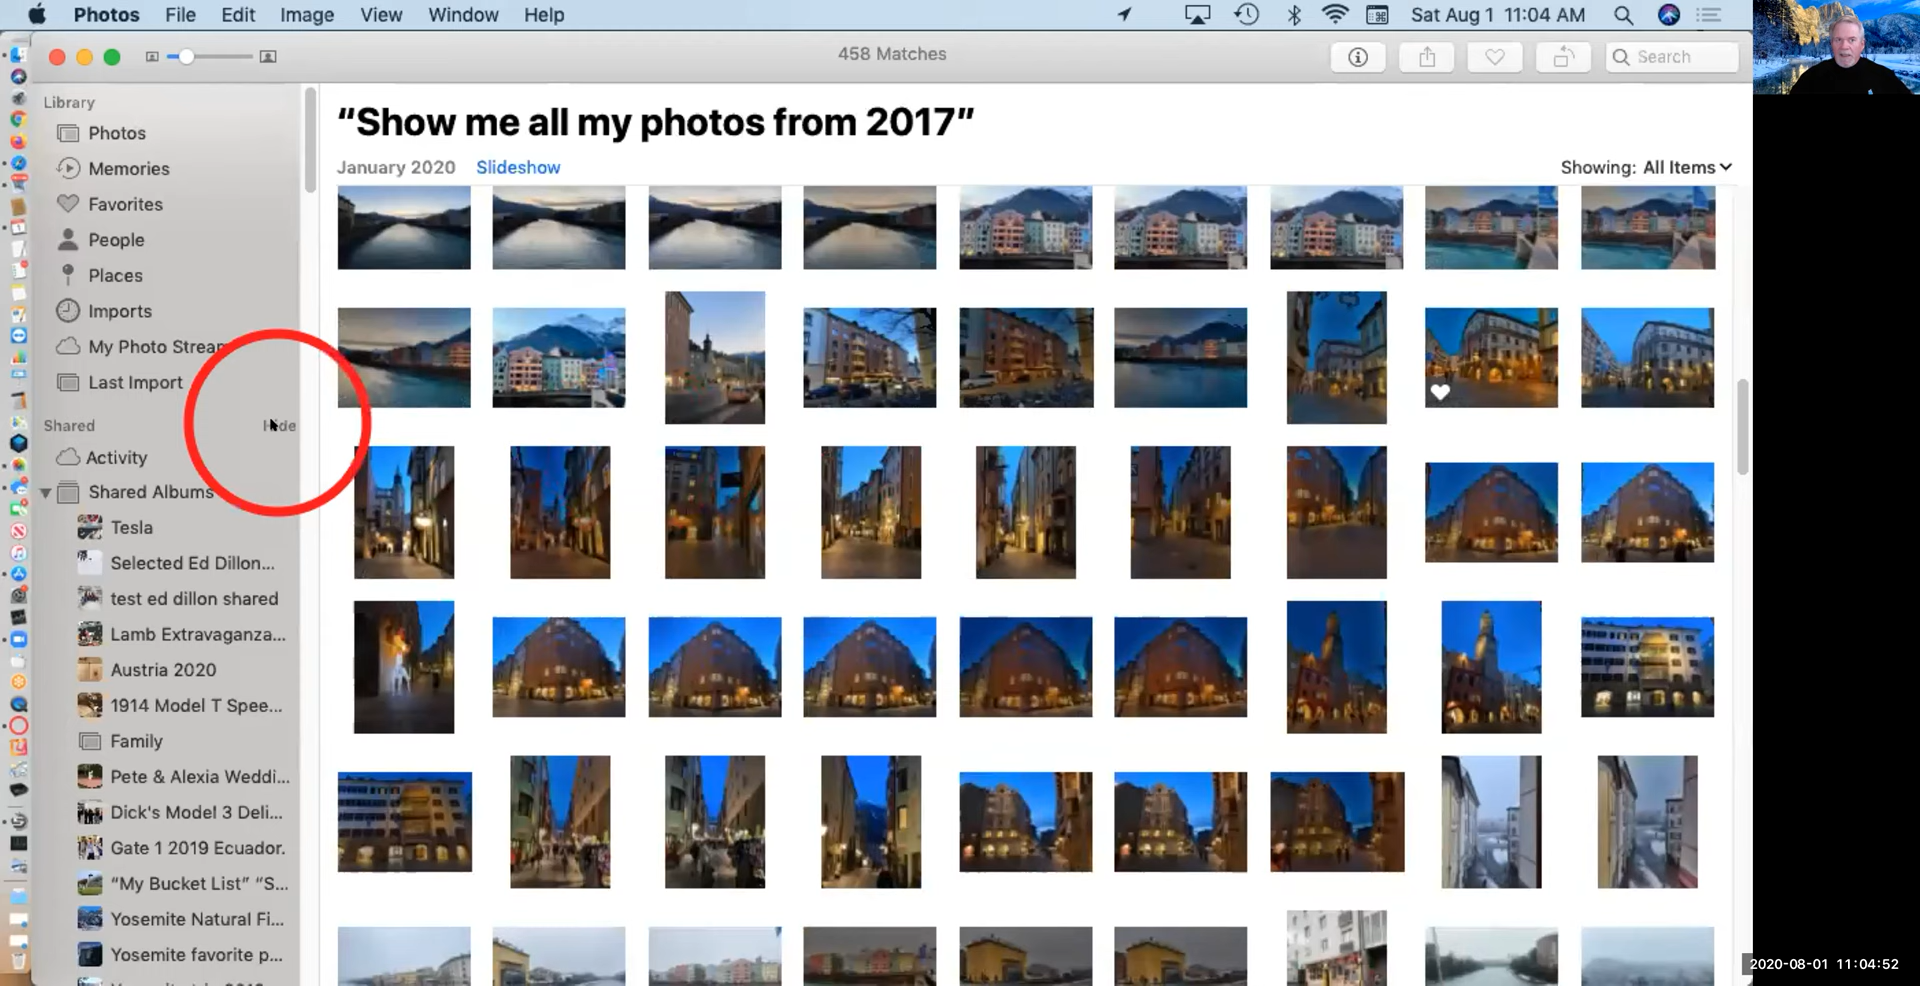 Photos File Edit Image View Window Help Sat Aug 1 11:04 AM
458 Matches
Search
Library
Photos
Memories
Favorites
People
Places
Imports
My Photo Stream
Last Import
Shared Hide
Activity
Shared Albums
Tesla
Selected Ed Dillon...
test ed dillon shared
Lamb Extravaganza...
Austria 2020
1914 Model T Spee...
Family
Pete & Alexia Weddi...
Dick's Model 3 Deli...
Gate 1 2019 Ecuador.
“My Bucket List” “S...
Yosemite Natural Fi...
Yosemite favorite p...
“Show me all my photos from 2017”
January 2020 Slideshow
Showing: All Items
2020-08-01 11:04:52